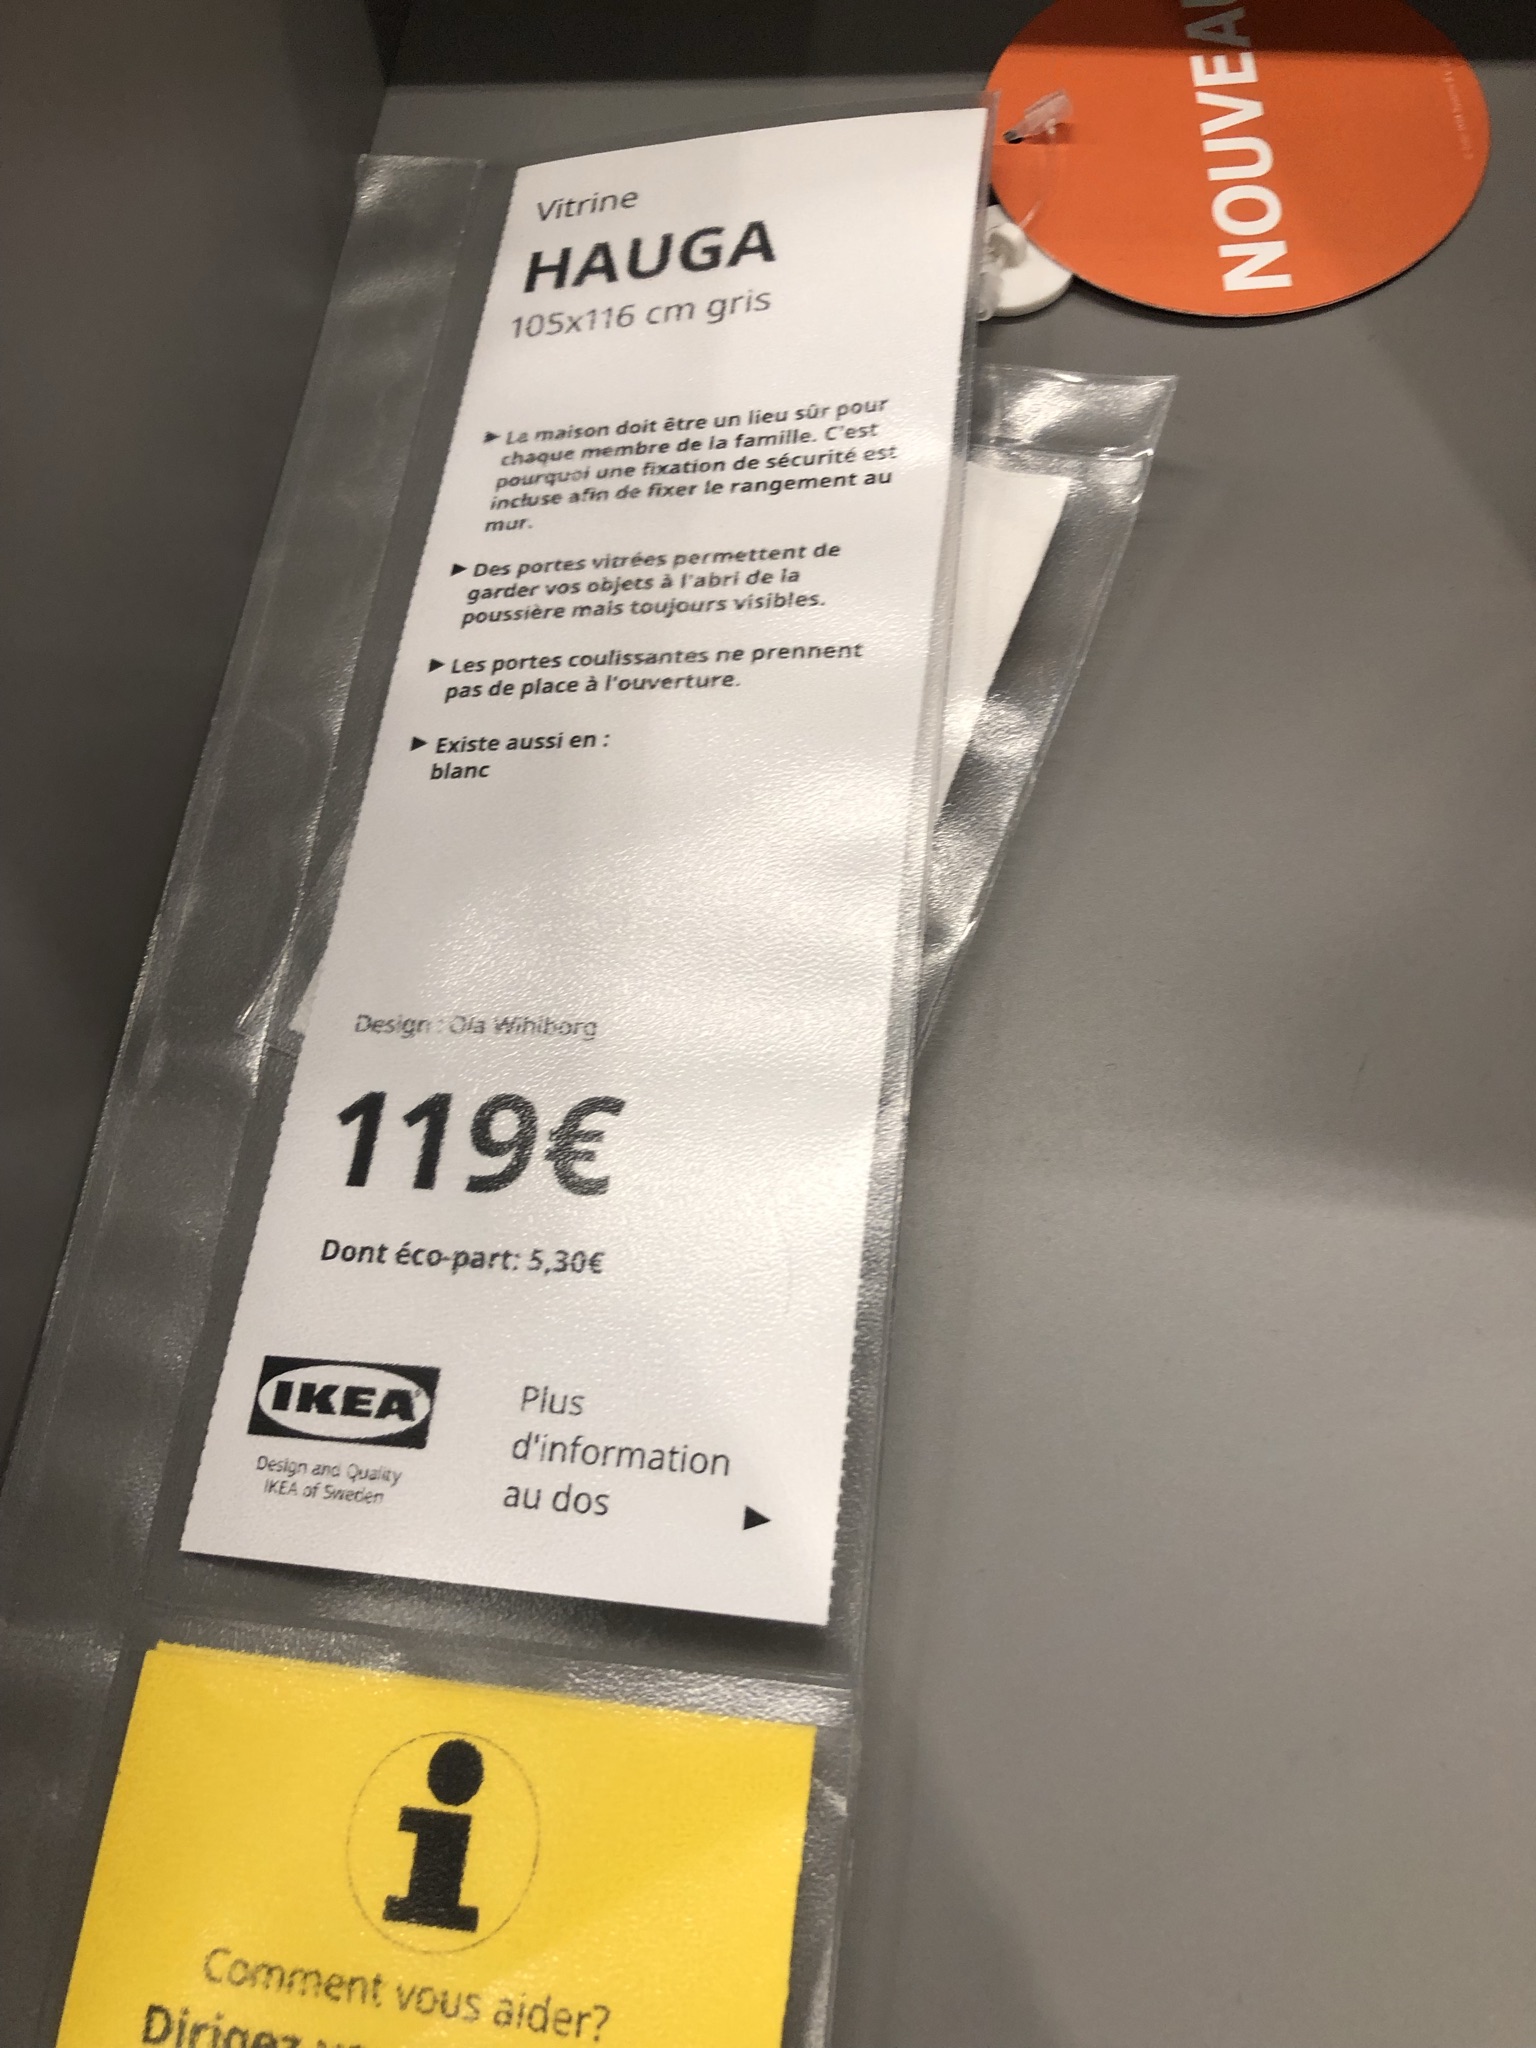 NOUVEAU
Vitrine
HAUGA
105x116 cm gris
► La maison doit être un lieu sûr pour
chaque membre de la famille. C'est
pourquoi une fixation de sécurité est
incluse afin de fixer le rangement au
mur.
► Des portes vitrées permettent de
garder vos objets à l'abri de la
poussière mais toujours visibles.
► Les portes coulissantes ne prennent
pas de place à l'ouverture.
► Existe aussi en :
blanc
Design : Ola Wihlborg
119€
Dont éco-part: 5,30€
IKEA®
Design and Quality
IKEA of Sweden
Plus
d'information
au dos ►
i
Comment vous aider?
Dirigez